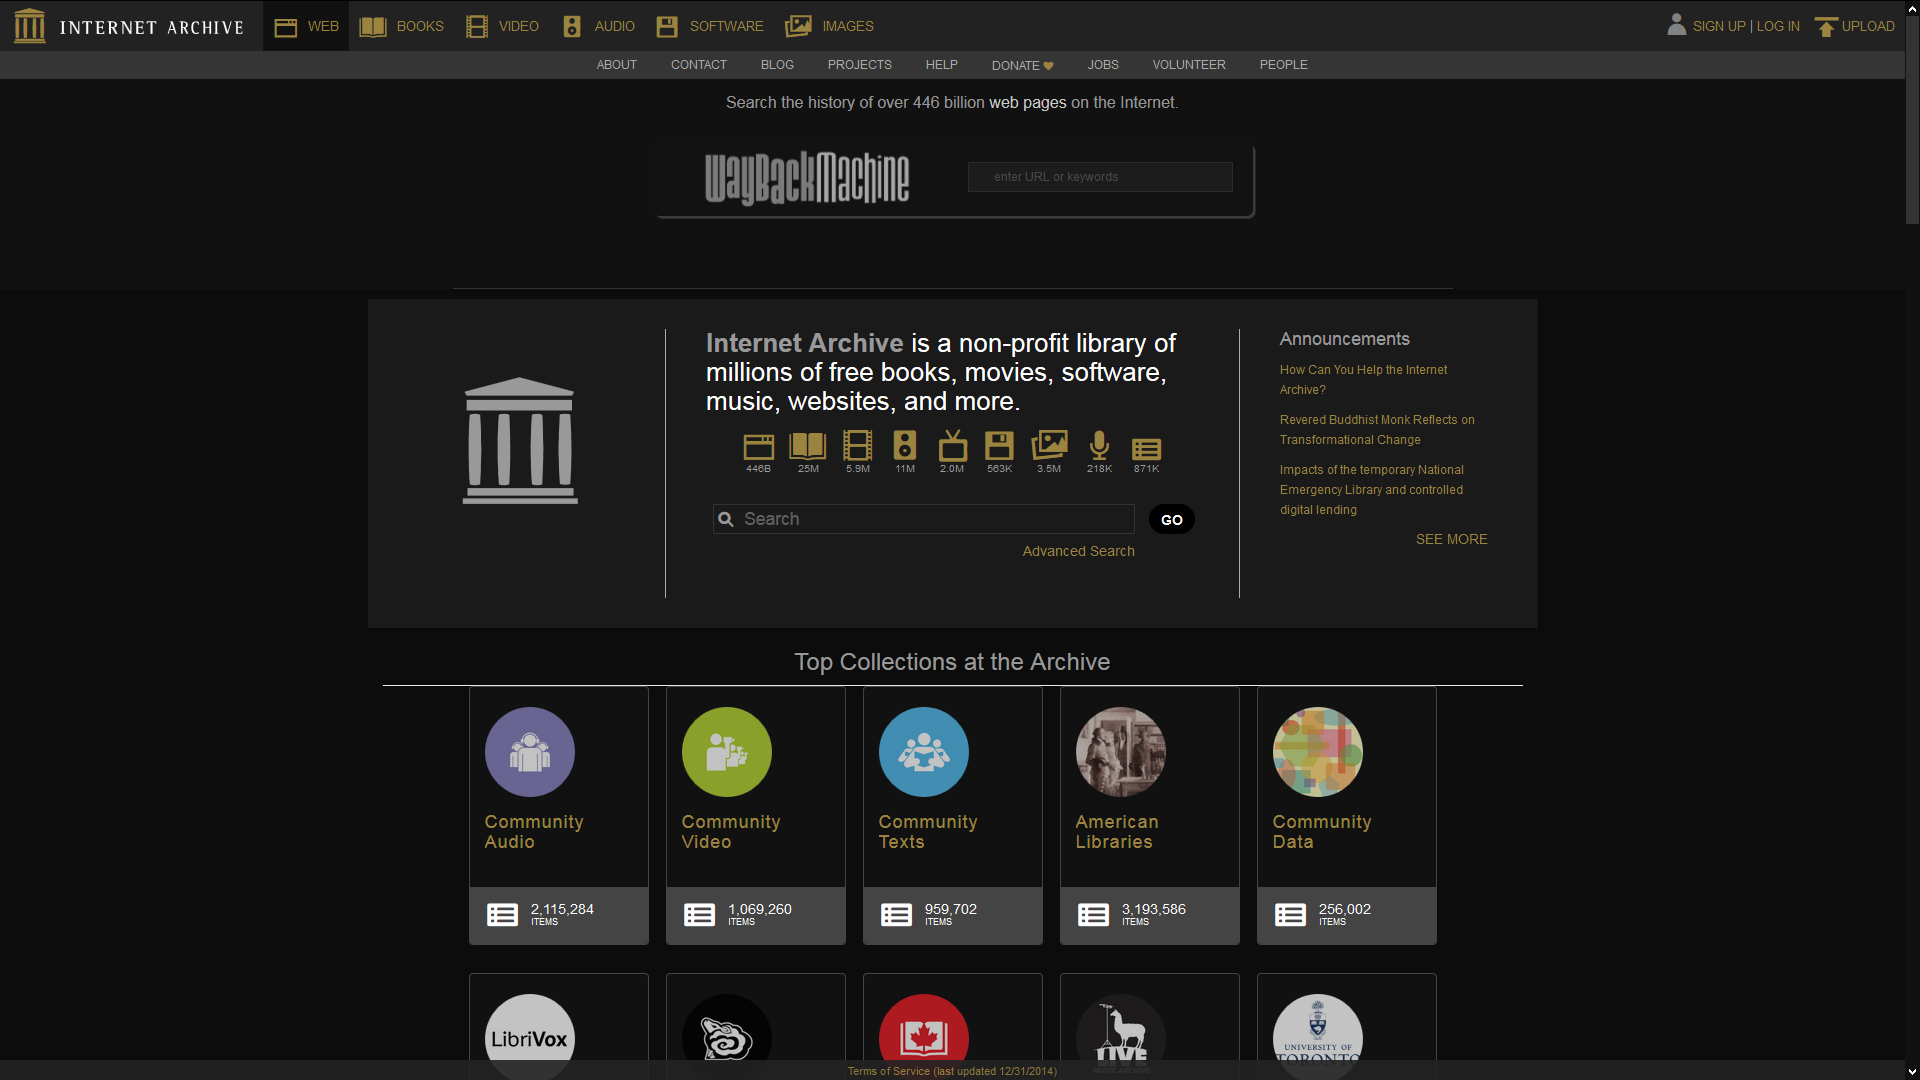 INTERNET ARCHIVE
WEB BOOKS VIDEO AUDIO SOFTWARE IMAGES
SIGN UP | LOG IN UPLOAD
ABOUT CONTACT BLOG PROJECTS HELP DONATE JOBS VOLUNTEER PEOPLE
Search the history of over 446 billion web pages on the Internet.
WayBackMachine
enter URL or keywords
Internet Archive is a non-profit library of
millions of free books, movies, software,
music, websites, and more.
446B 25M 5.9M 11M 2.0M 563K 3.5M 218K 871K
Search
GO
Advanced Search
Announcements
How Can You Help the Internet
Archive?
Revered Buddhist Monk Reflects on
Transformational Change
Impacts of the temporary National
Emergency Library and controlled
digital lending
SEE MORE
Top Collections at the Archive
Community
Audio
2,115,284
ITEMS
Community
Video
1,069,260
ITEMS
Community
Texts
959,702
ITEMS
American
Libraries
3,193,586
ITEMS
Community
Data
256,002
ITEMS
LibriVox
LIVE
MUSIC ARCHIVE
UNIVERSITY OF
TORONTO
Terms of Service (last updated 12/31/2014)